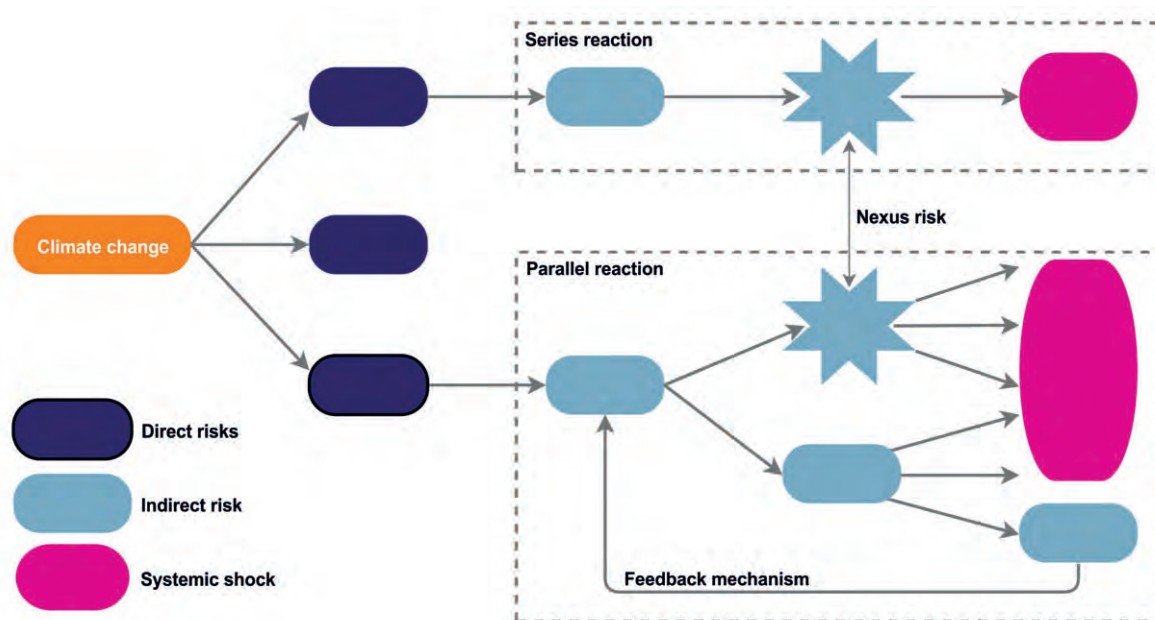 Series reaction
Climate change
Nexus risk
Parallel reaction
Direct risks
Indirect risk
Systemic shock
Feedback mechanism